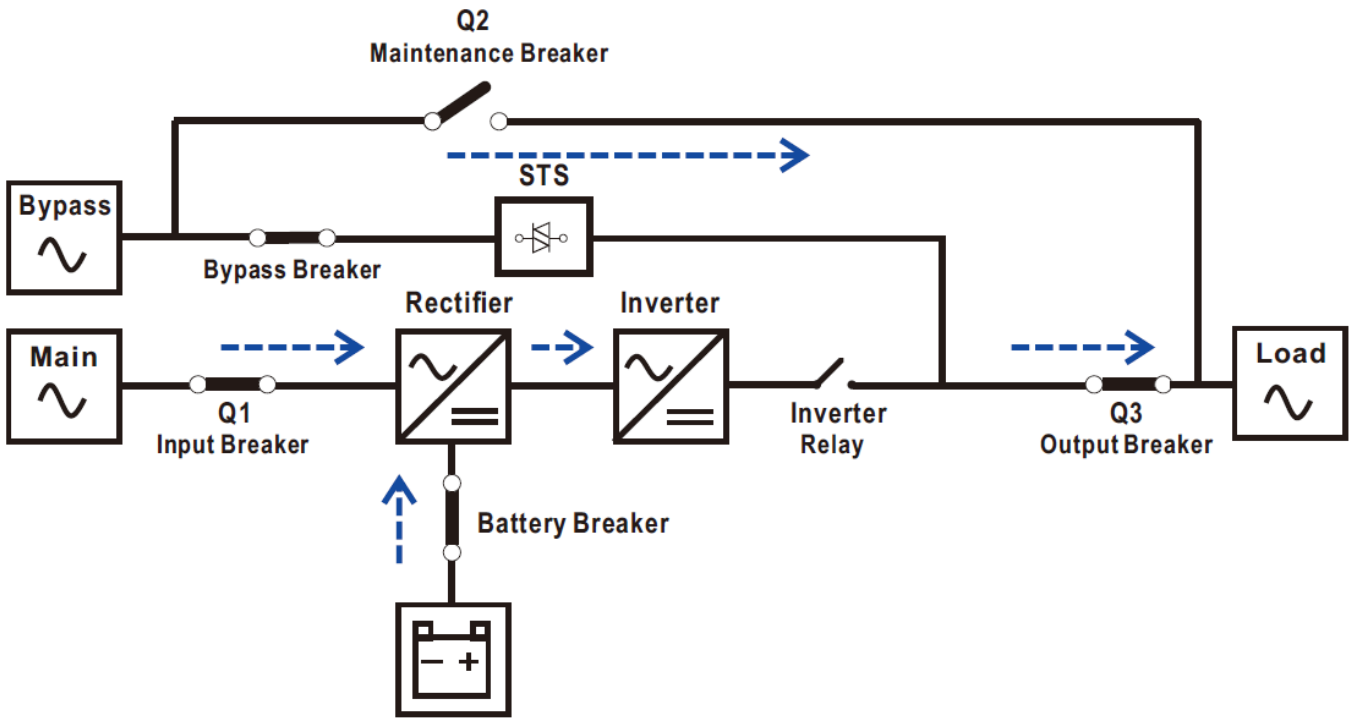 Q2
Maintenance Breaker
STS
Bypass
Bypass Breaker
Rectifier
Inverter
Main
Load
Q1
Input Breaker
Inverter
Relay
Q3
Output Breaker
Battery Breaker
- +